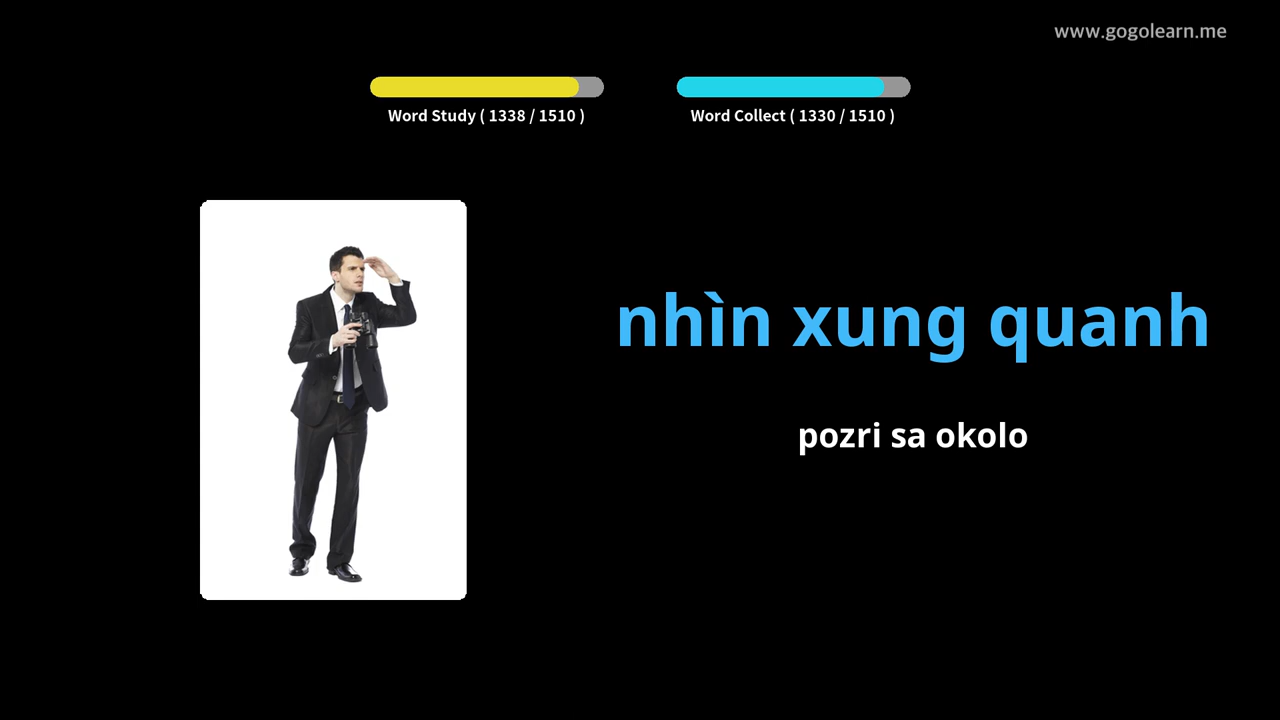 www.gogolearn.me
Word Study ( 1338 / 1510 )
Word Collect ( 1330 / 1510 )
nhìn xung quanh
pozri sa okolo